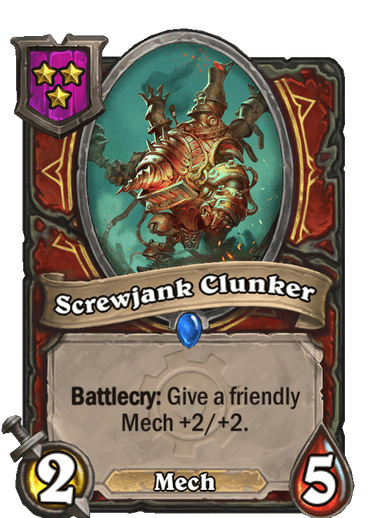 Screwjank Clunker
Battlecry: Give a friendly
Mech +2/+2.
2
Mech
5